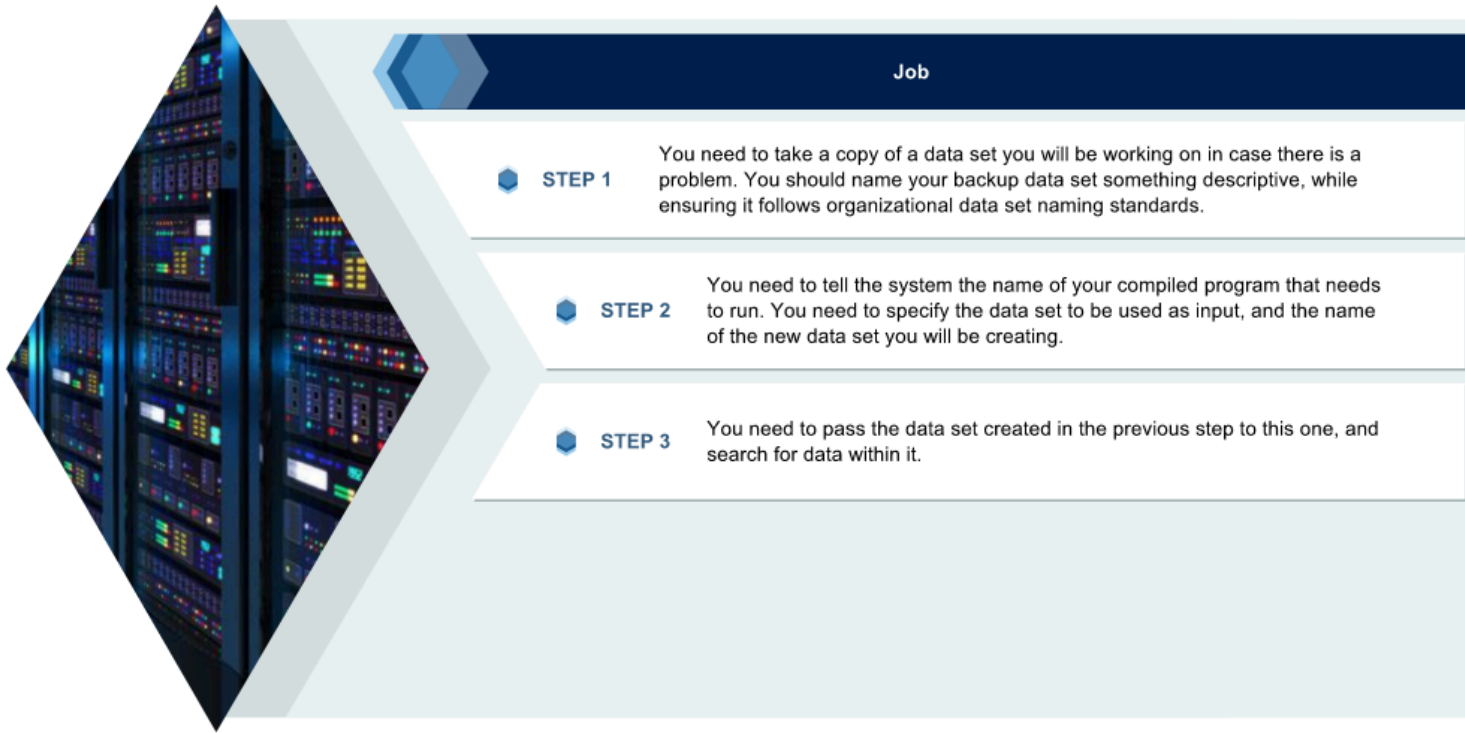 Job
STEP 1
You need to take a copy of a data set you will be working on in case there is a
problem. You should name your backup data set something descriptive, while
ensuring it follows organizational data set naming standards.
STEP 2
You need to tell the system the name of your compiled program that needs
to run. You need to specify the data set to be used as input, and the name
of the new data set you will be creating.
STEP 3
You need to pass the data set created in the previous step to this one, and
search for data within it.